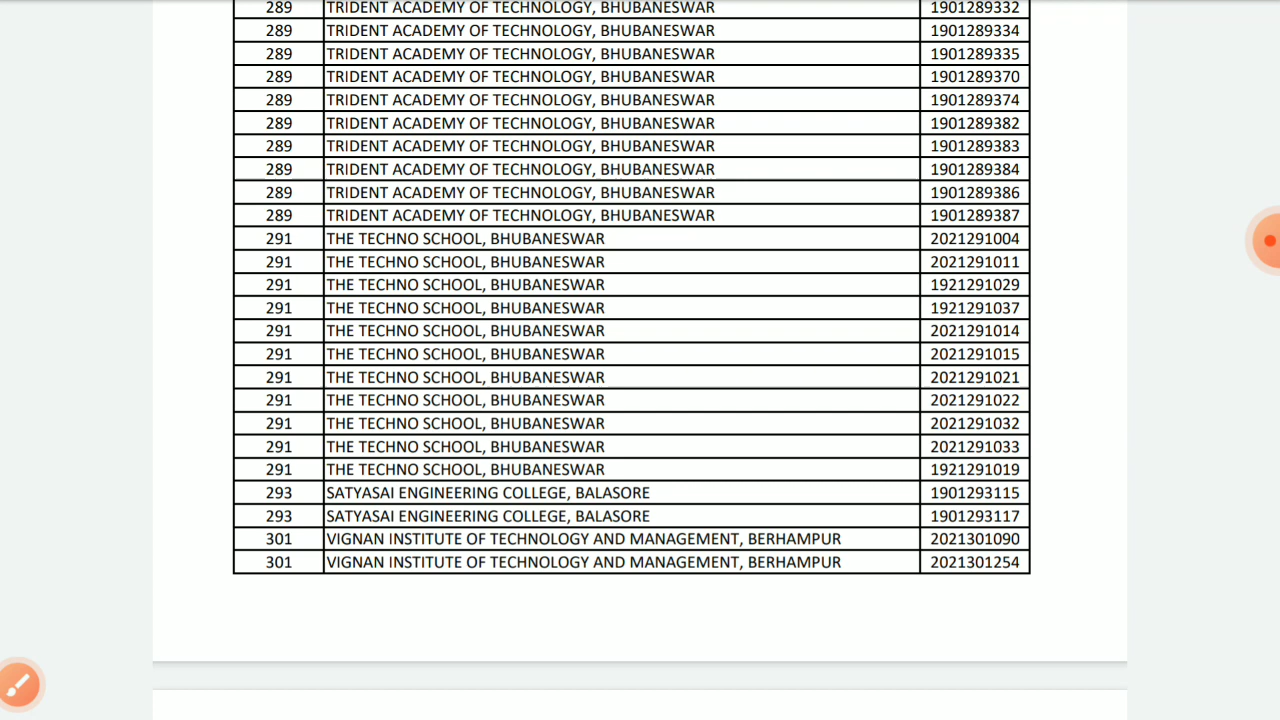 289 TRIDENT ACADEMY OF TECHNOLOGY, BHUBANESWAR 1901289332
289 TRIDENT ACADEMY OF TECHNOLOGY, BHUBANESWAR 1901289334
289 TRIDENT ACADEMY OF TECHNOLOGY, BHUBANESWAR 1901289335
289 TRIDENT ACADEMY OF TECHNOLOGY, BHUBANESWAR 1901289370
289 TRIDENT ACADEMY OF TECHNOLOGY, BHUBANESWAR 1901289374
289 TRIDENT ACADEMY OF TECHNOLOGY, BHUBANESWAR 1901289382
289 TRIDENT ACADEMY OF TECHNOLOGY, BHUBANESWAR 1901289383
289 TRIDENT ACADEMY OF TECHNOLOGY, BHUBANESWAR 1901289384
289 TRIDENT ACADEMY OF TECHNOLOGY, BHUBANESWAR 1901289386
289 TRIDENT ACADEMY OF TECHNOLOGY, BHUBANESWAR 1901289387
291 THE TECHNO SCHOOL, BHUBANESWAR 2021291004
291 THE TECHNO SCHOOL, BHUBANESWAR 2021291011
291 THE TECHNO SCHOOL, BHUBANESWAR 1921291029
291 THE TECHNO SCHOOL, BHUBANESWAR 1921291037
291 THE TECHNO SCHOOL, BHUBANESWAR 2021291014
291 THE TECHNO SCHOOL, BHUBANESWAR 2021291015
291 THE TECHNO SCHOOL, BHUBANESWAR 2021291021
291 THE TECHNO SCHOOL, BHUBANESWAR 2021291022
291 THE TECHNO SCHOOL, BHUBANESWAR 2021291032
291 THE TECHNO SCHOOL, BHUBANESWAR 2021291033
291 THE TECHNO SCHOOL, BHUBANESWAR 1921291019
293 SATYASAI ENGINEERING COLLEGE, BALASORE 1901293115
293 SATYASAI ENGINEERING COLLEGE, BALASORE 1901293117
301 VIGNAN INSTITUTE OF TECHNOLOGY AND MANAGEMENT, BERHAMPUR 2021301090
301 VIGNAN INSTITUTE OF TECHNOLOGY AND MANAGEMENT, BERHAMPUR 2021301254